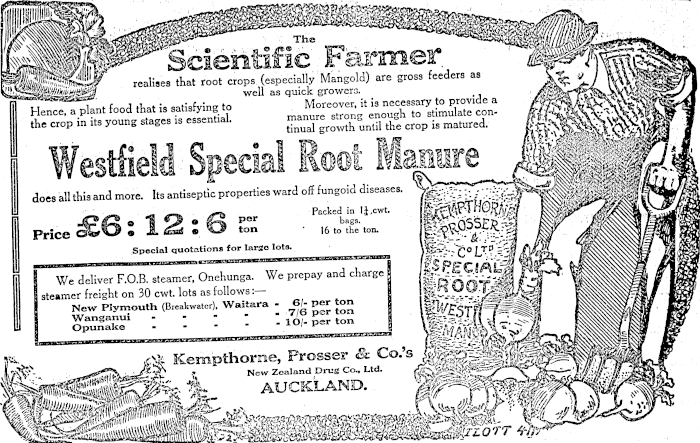 The
Scientific Farmer
realises that root crops (especially Mangold) are gross feeders as
well as quick growers.
Hence, a plant food that is satisfying to
the crop in its young stages is essential.
Moreover, it is necessary to provide a
manure strong enough to stimulate con-
tinual growth until the crop is matured.
Westfield Special Root Manure
does all this and more. Its antiseptic properties ward off fungoid diseases.
Price £6 : 12 : 6 per ton
Packed in 1¼ cwt.
bags.
16 to the ton.
Special quotations for large lots.
We deliver F.O.B. steamer, Onehunga. We prepay and charge
steamer freight on 30 cwt. lots as follows:—
New Plymouth (Breakwater), Waitara - 6/- per ton
Wanganui - - - - - 7/6 per ton
Opunake - - - - - 10/- per ton
Kempthorne, Prosser & Co.'s
New Zealand Drug Co., Ltd.
AUCKLAND.
KEMPTHORN
PROSSER
&
Co LTD
SPECIAL
ROOT
WESTF
MAN